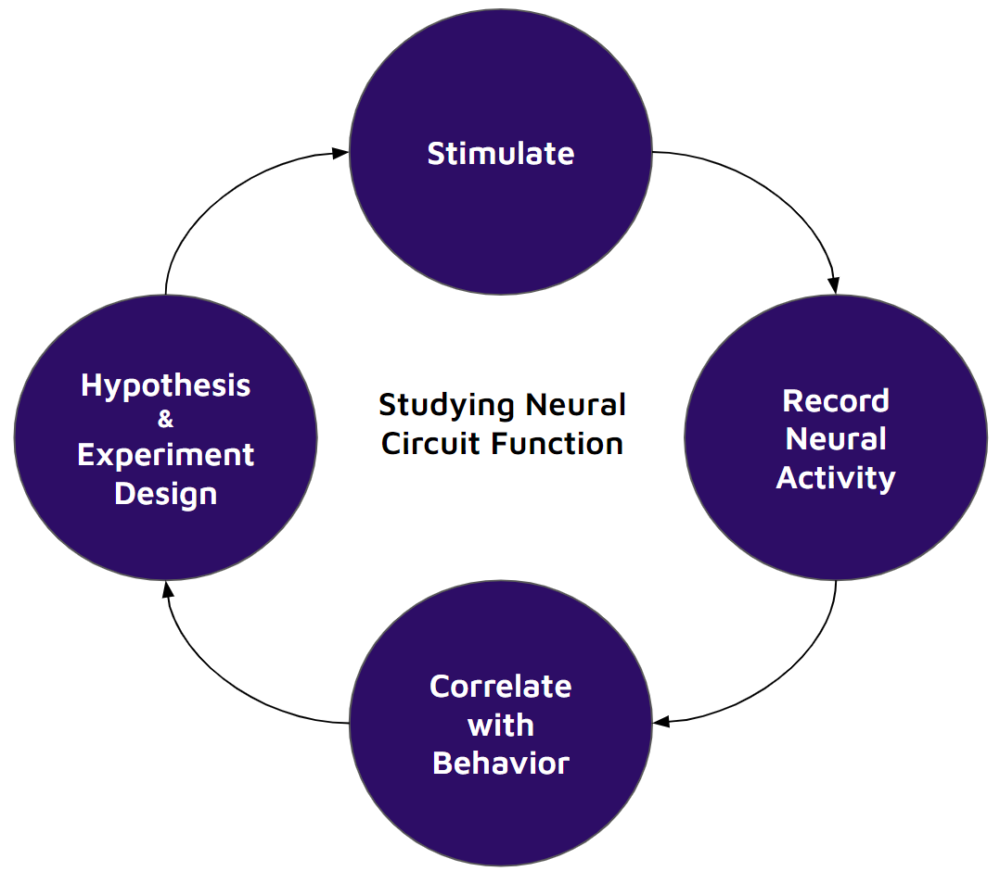 Stimulate
Hypothesis
&
Experiment
Design
Studying Neural
Circuit Function
Record
Neural
Activity
Correlate
with
Behavior